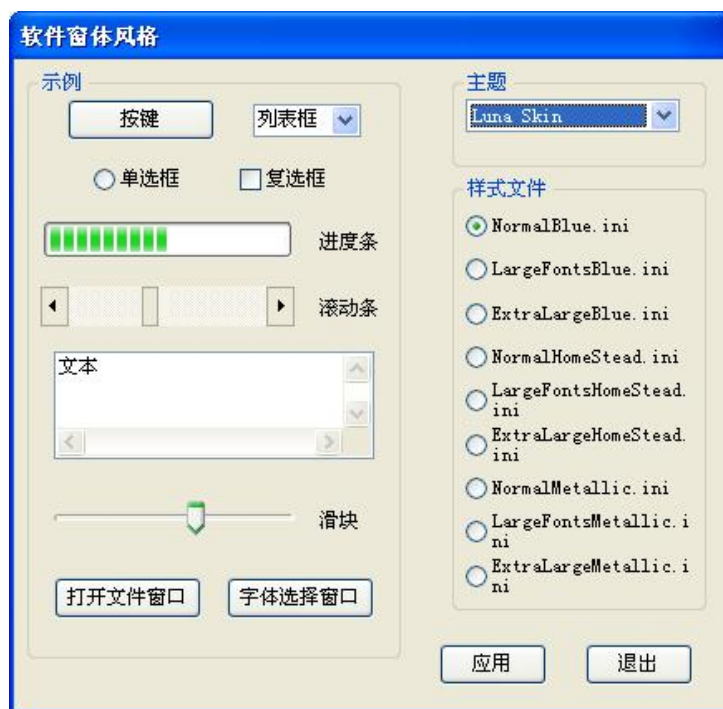 软件窗体风格
示例
按键
列表框
单选框
复选框
进度条
滚动条
文本
滑块
打开文件窗口
字体选择窗口
主题
Luna Skin
样式文件
NormalBlue.ini
LargeFontsBlue.ini
ExtraLargeBlue.ini
NormalHomeStead.ini
LargeFontsHomeStead.
ini
ExtraLargeHomeStead.
ini
NormalMetallic.ini
LargeFontsMetallic.i
ni
ExtraLargeMetallic.i
ni
应用
退出